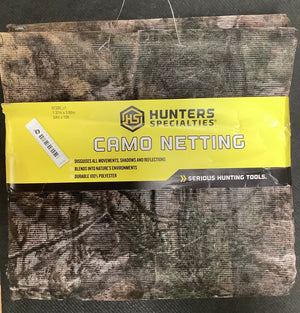 HS
HUNTERS
SPECIALTIES®
CAMO NETTING
DISGUISES ALL MOVEMENTS, SHADOWS AND REFLECTIONS
BLENDS INTO NATURE'S ENVIRONMENTS
DURABLE 100% POLYESTER
SERIOUS HUNTING TOOLS.